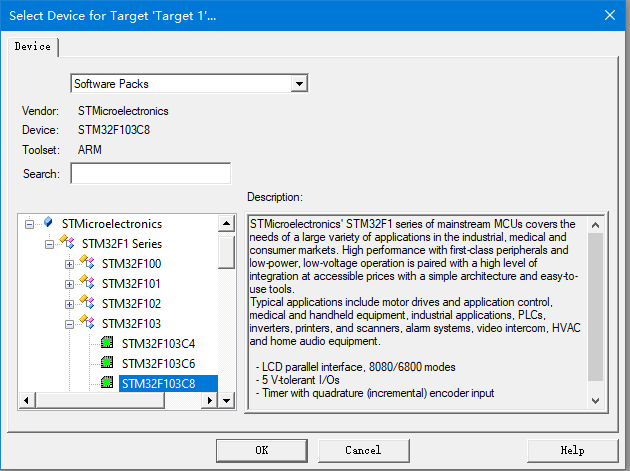 Select Device for Target 'Target 1'...
Device
Software Packs
Vendor: STMicroelectronics
Device: STM32F103C8
Toolset: ARM
Search:
Description:
STMicroelectronics
STM32F1 Series
STM32F100
STM32F101
STM32F102
STM32F103
STM32F103C4
STM32F103C6
STM32F103C8
STMicroelectronics' STM32F1 series of mainstream MCUs covers the
needs of a large variety of applications in the industrial, medical and
consumer markets. High performance with first-class peripherals and
low-power, low-voltage operation is paired with a high level of
integration at accessible prices with a simple architecture and easy-to-
use tools.
Typical applications include motor drives and application control,
medical and handheld equipment, industrial applications, PLCs,
inverters, printers, and scanners, alarm systems, video intercom, HVAC
and home audio equipment.
- LCD parallel interface, 8080/6800 modes
- 5 V-tolerant I/Os
- Timer with quadrature (incremental) encoder input
OK
Cancel
Help